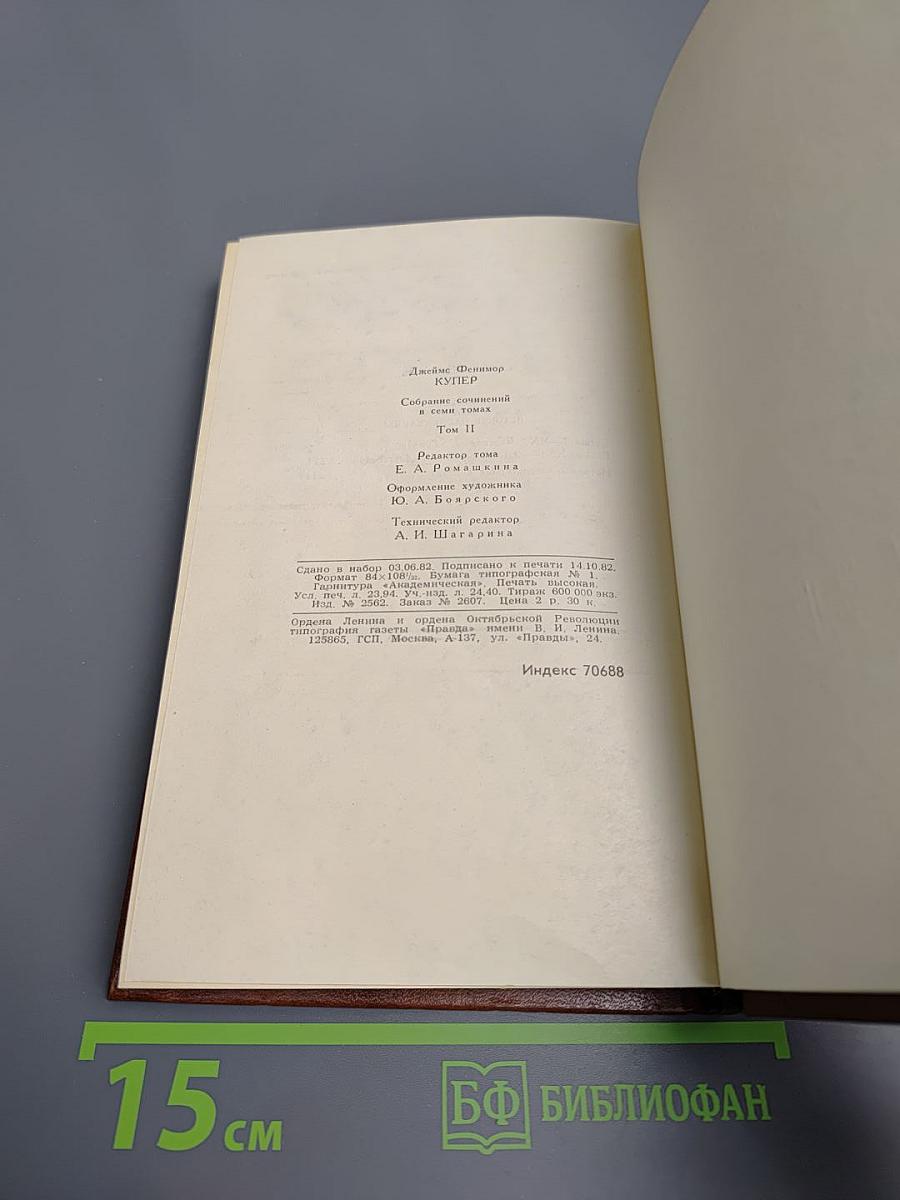 Джеймс Фенимор
КУПЕР
Собрание сочинений
в семи томах
Том II
Редактор тома
Е. А. Ромашкина
Оформление художника
Ю. А. Боярского
Технический редактор
А. И. Шагарина
Сдано в набор 03.06.82. Подписано к печати 14.10.82.
Формат 84×108¹/₃₂. Бумага типографская № 1.
Гарнитура «Академическая». Печать высокая.
Усл. печ. л. 23,94. Уч.-изд. л. 24,40. Тираж 600 000 экз.
Изд. № 2562. Заказ № 2607. Цена 2 р. 30 к.
Ордена Ленина и ордена Октябрьской Революции
типография газеты «Правда» имени В. И. Ленина.
125865, ГСП, Москва, А-137, ул. «Правды», 24.
Индекс 70688
15 см
БФ БИБЛИОФАН